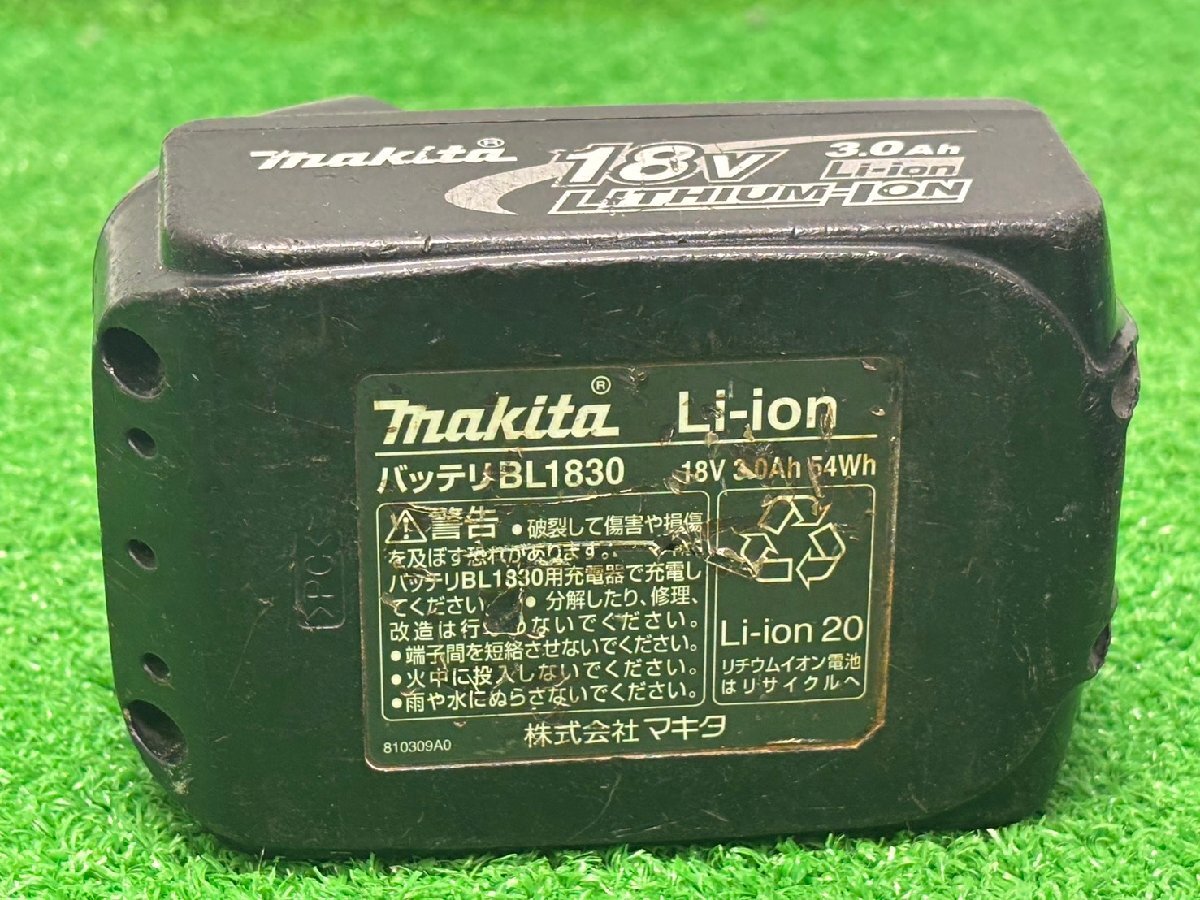 makita® 18V 3.0Ah
Li-ion
LITHIUM-ION
makita® Li-ion
バッテリBL1830 18V 3.0Ah 54Wh
警告 ●破裂して傷害や損傷
を及ぼす恐れがあります。
バッテリBL1830用充電器で充電し
てください。 ●分解したり、修理、
改造は行わないでください。
●端子間を短絡させないでください。
●火中に投入しないでください。
●雨や水にぬらさないでください。
Li-ion 20
リチウムイオン電池
はリサイクルへ
810309A0
株式会社マキタ
>PC<